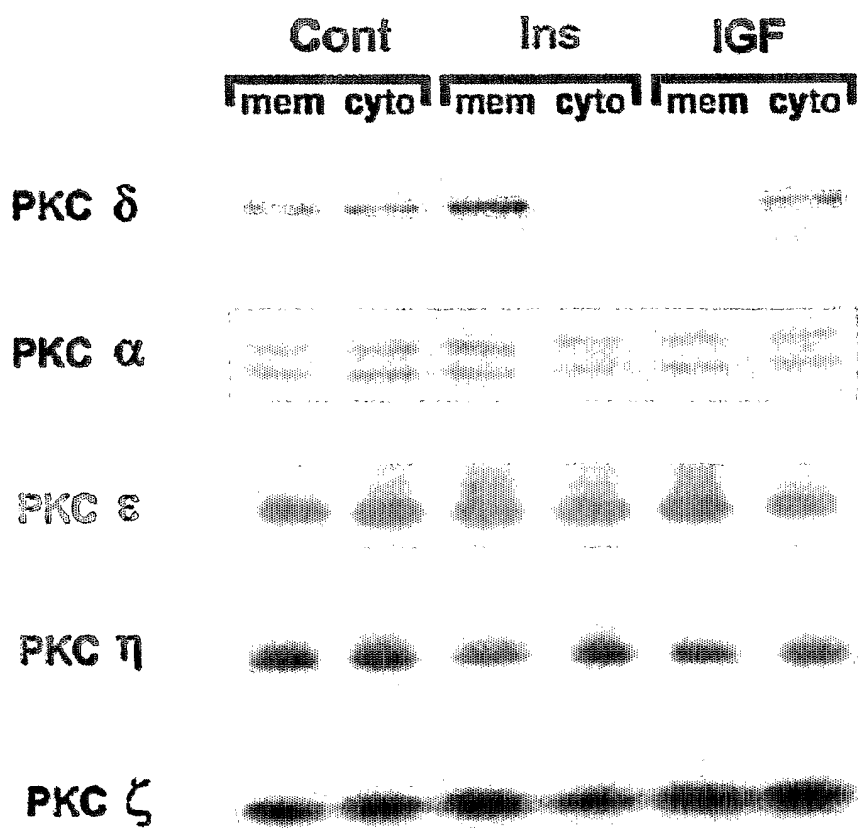 Cont Ins IGF
mem cyto mem cyto mem cyto
PKC δ
PKC α
PKC ε
PKC η
PKC ζ